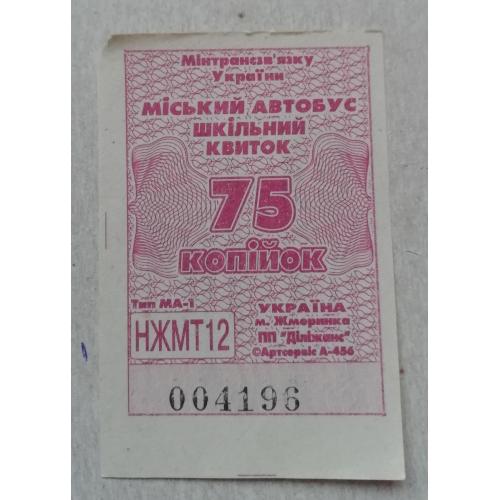 Мінтрансзв'язку
України
МІСЬКИЙ АВТОБУС
ШКІЛЬНИЙ
КВИТОК
75
КОПІЙОК
Тип МА-1
НЖМТ12
УКРАЇНА
м. Жмеринка
ПП "Діліжанс"
©Артсервіс А-456
004196